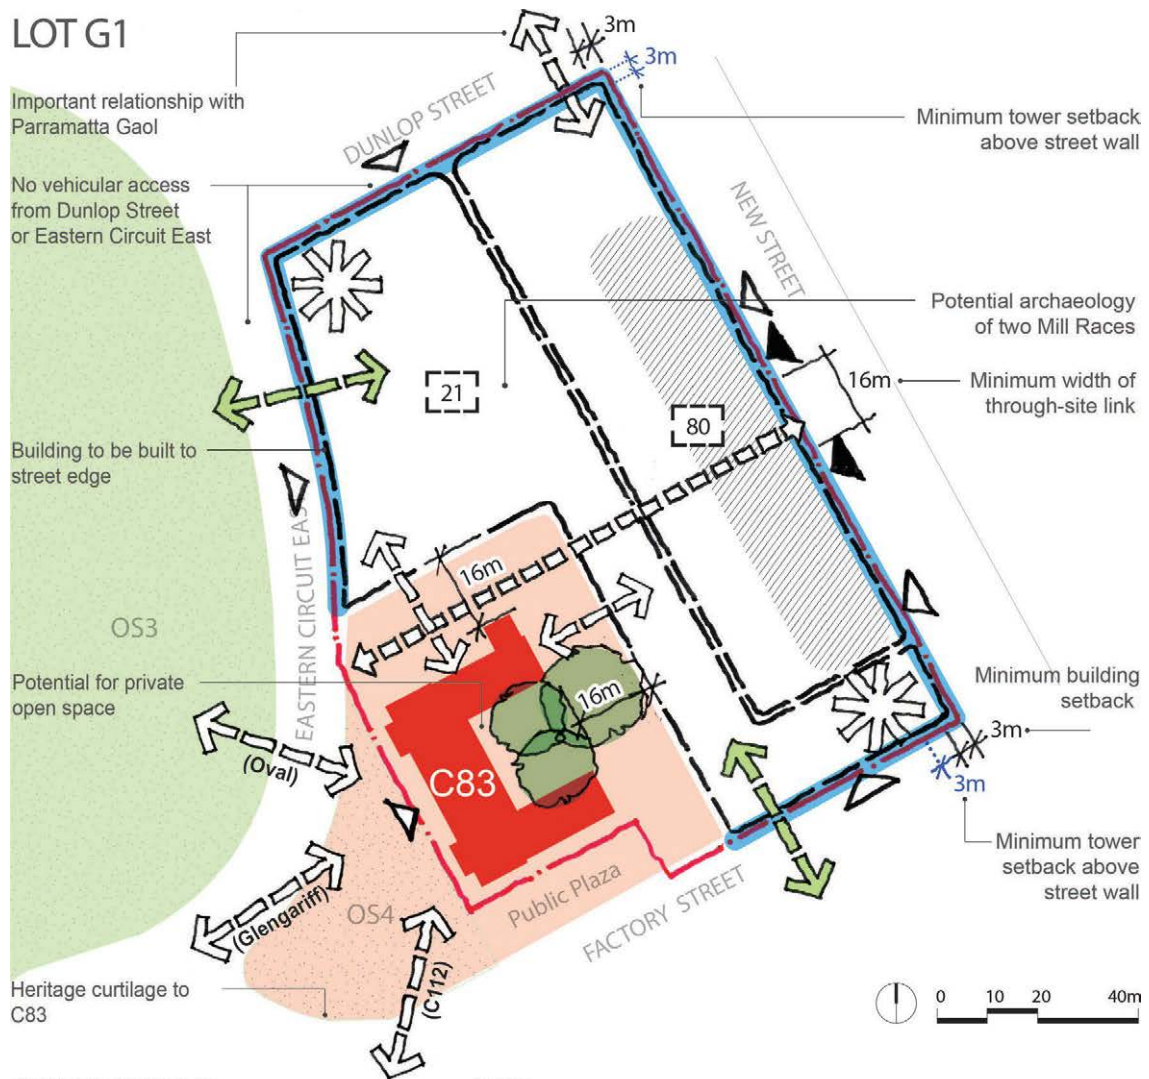 LOT G1
3m
3m
Important relationship with
Parramatta Gaol
DUNLOP STREET
Minimum tower setback
above street wall
No vehicular access
from Dunlop Street
or Eastern Circuit East
NEW STREET
Potential archaeology
of two Mill Races
21
80
16m
Minimum width of
through-site link
Building to be built to
street edge
EASTERN CIRCUIT EAST
16m
OS3
Potential for private
open space
16m
Minimum building
setback
3m
3m
(Oval)
C83
Minimum tower
setback above
street wall
Public Plaza
FACTORY STREET
OS4
(Glengariff)
(C112)
Heritage curtilage to
C83
0 10 20 40m